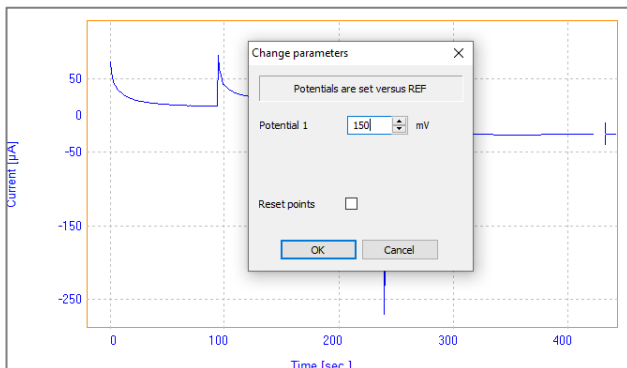 Change parameters
Potentials are set versus REF
Potential 1 150 mV
Reset points
OK Cancel
Current [µA]
50
0
-50
-150
-250
0 100 200 300 400
Time [sec.]